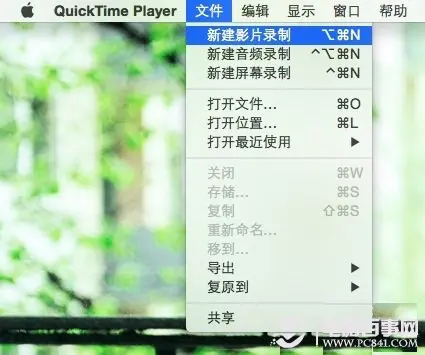 QuickTime Player 文件 编辑 显示 窗口 帮助
新建影片录制 ⌥⌘N
新建音频录制 ^⌥⌘N
新建屏幕录制 ^⌘N
打开文件... ⌘O
打开位置... ⌘L
打开最近使用 ▶
关闭 ⌘W
存储... ⌘S
复制 ⇧⌘S
重新命名...
移到...
导出 ▶
复原到 ▶
共享
百事网
WWW.PC841.COM